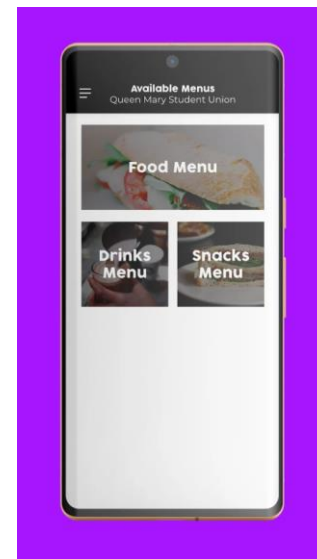 Available Menus
Queen Mary Student Union
Food Menu
Drinks
Menu
Snacks
Menu